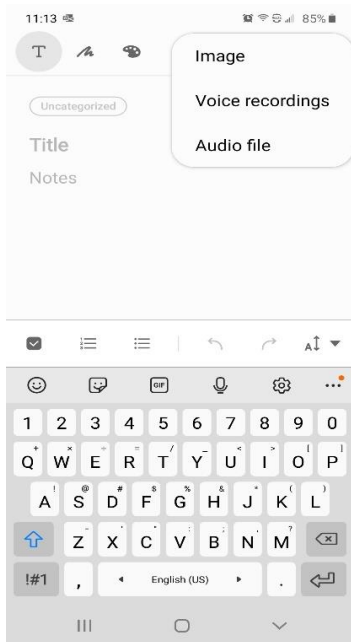 11:13 85%
T
Image
Voice recordings
Audio file
Uncategorized
Title
Notes
A
GIF
1 2 3 4 5 6 7 8 9 0
+ × ÷ = / _ < > [ ]
Q W E R T Y U I O P
! @ # $ % & * ( )
A S D F G H J K L
- ' " : ; , ?
Z X C V B N M
!#1 , English (US) .